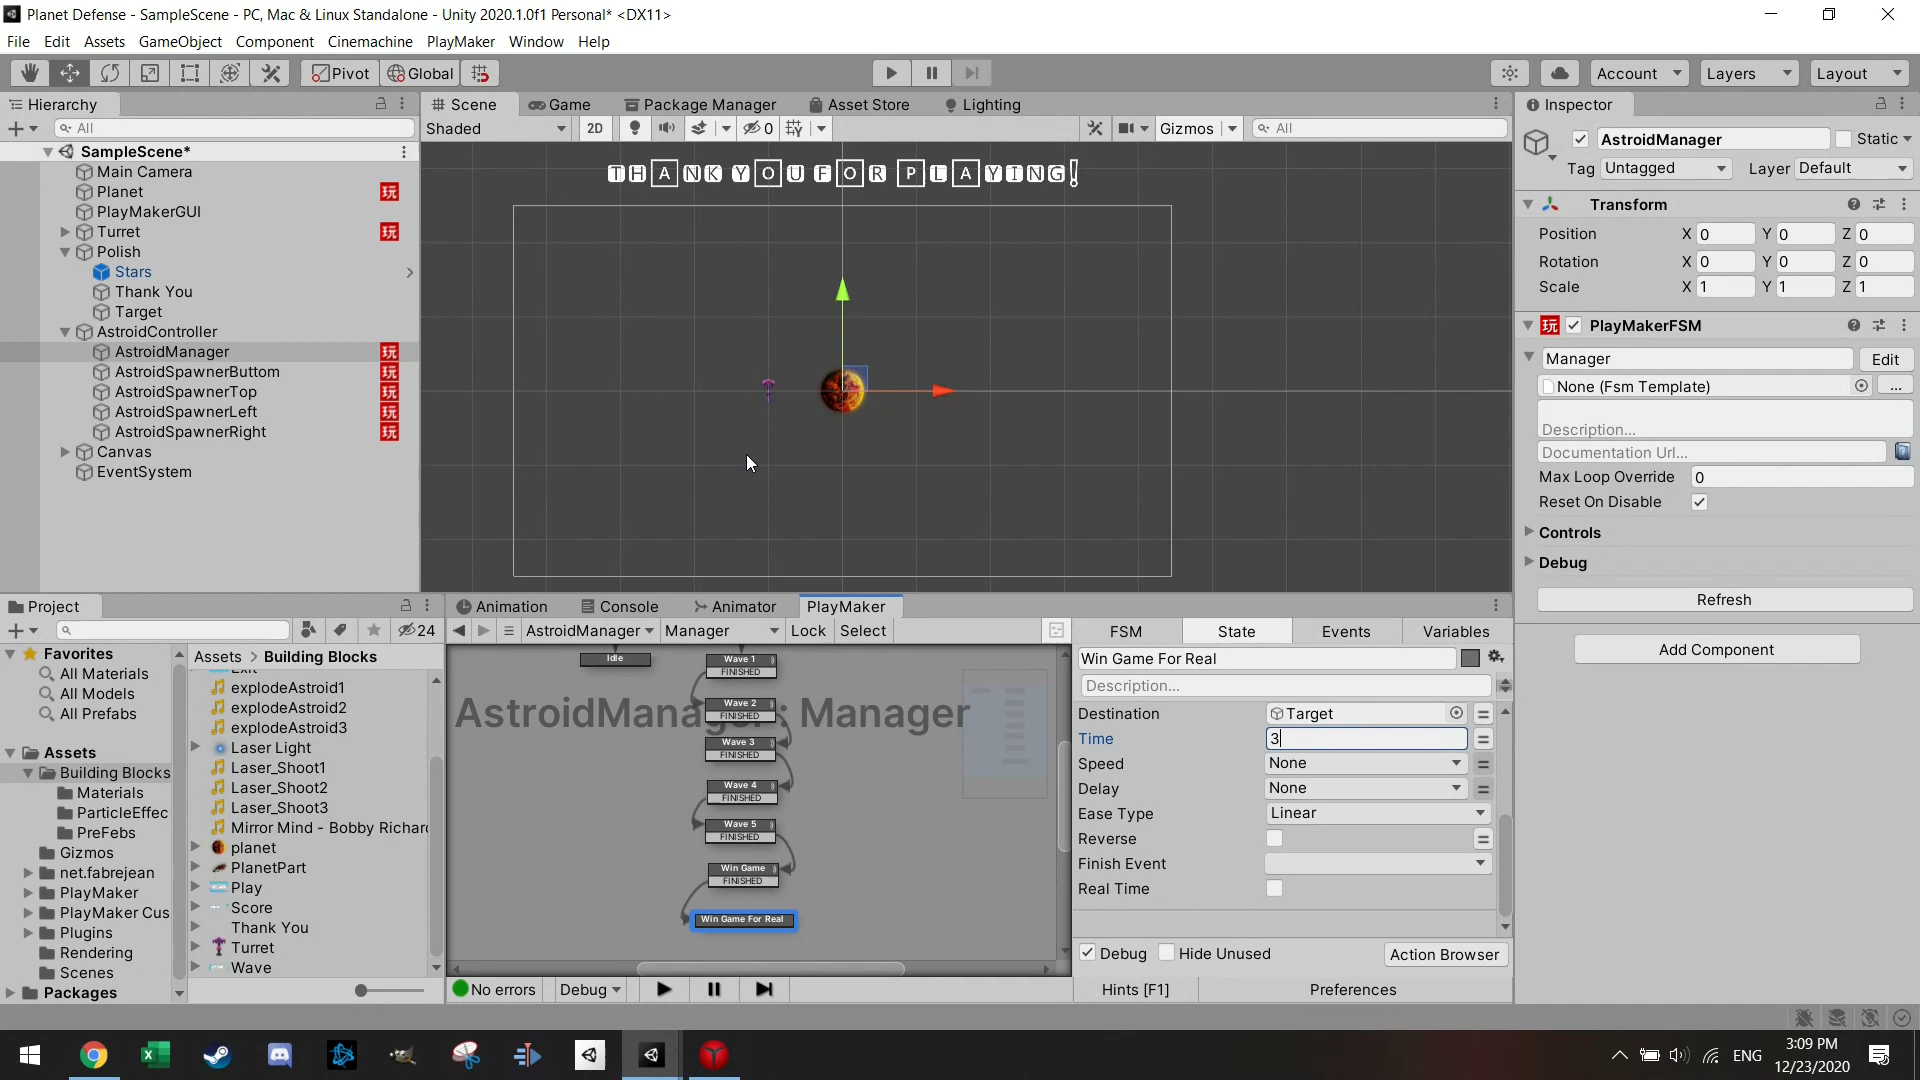 Planet Defense - SampleScene - PC, Mac & Linux Standalone - Unity 2020.1.0f1 Personal* <DX11>
File Edit Assets GameObject Component Cinemachine PlayMaker Window Help
Pivot Global Account Layers Layout
Hierarchy
All
SampleScene*
Main Camera
Planet 玩
PlayMakerGUI
Turret 玩
Polish
Stars
Thank You
Target
AstroidController
AstroidManager 玩
AstroidSpawnerButtom 玩
AstroidSpawnerTop 玩
AstroidSpawnerLeft 玩
AstroidSpawnerRight 玩
Canvas
EventSystem
Scene Game Package Manager Asset Store Lighting
Shaded 2D 0 Gizmos All
THANK YOU FOR PLAYING!
Inspector
AstroidManager Static
Tag Untagged Layer Default
Transform
Position X 0 Y 0 Z 0
Rotation X 0 Y 0 Z 0
Scale X 1 Y 1 Z 1
玩 PlayMakerFSM
Manager Edit
None (Fsm Template) ...
Description...
Documentation Url...
Max Loop Override 0
Reset On Disable
Controls
Debug
Refresh
Add Component
Project
24
Favorites
All Materials
All Models
All Prefabs
Assets
Building Blocks
Materials
ParticleEffec
PreFebs
Gizmos
net.fabrejean
PlayMaker
PlayMaker Cus
Plugins
Rendering
Scenes
Packages
Assets > Building Blocks
explodeAstroid1
explodeAstroid2
explodeAstroid3
Laser Light
Laser_Shoot1
Laser_Shoot2
Laser_Shoot3
Mirror Mind - Bobby Richard
planet
PlanetPart
Play
Score
Thank You
Turret
Wave
Animation Console Animator PlayMaker
AstroidManager Manager Lock Select
AstroidManager : Manager
Idle
Wave 1
FINISHED
Wave 2
FINISHED
Wave 3
FINISHED
Wave 4
FINISHED
Wave 5
FINISHED
Win Game
FINISHED
Win Game For Real
No errors Debug
FSM State Events Variables
Win Game For Real
Description...
Destination Target
Time 3
Speed None
Delay None
Ease Type Linear
Reverse
Finish Event
Real Time
Debug Hide Unused Action Browser
Hints [F1] Preferences
ENG
3:09 PM
12/23/2020